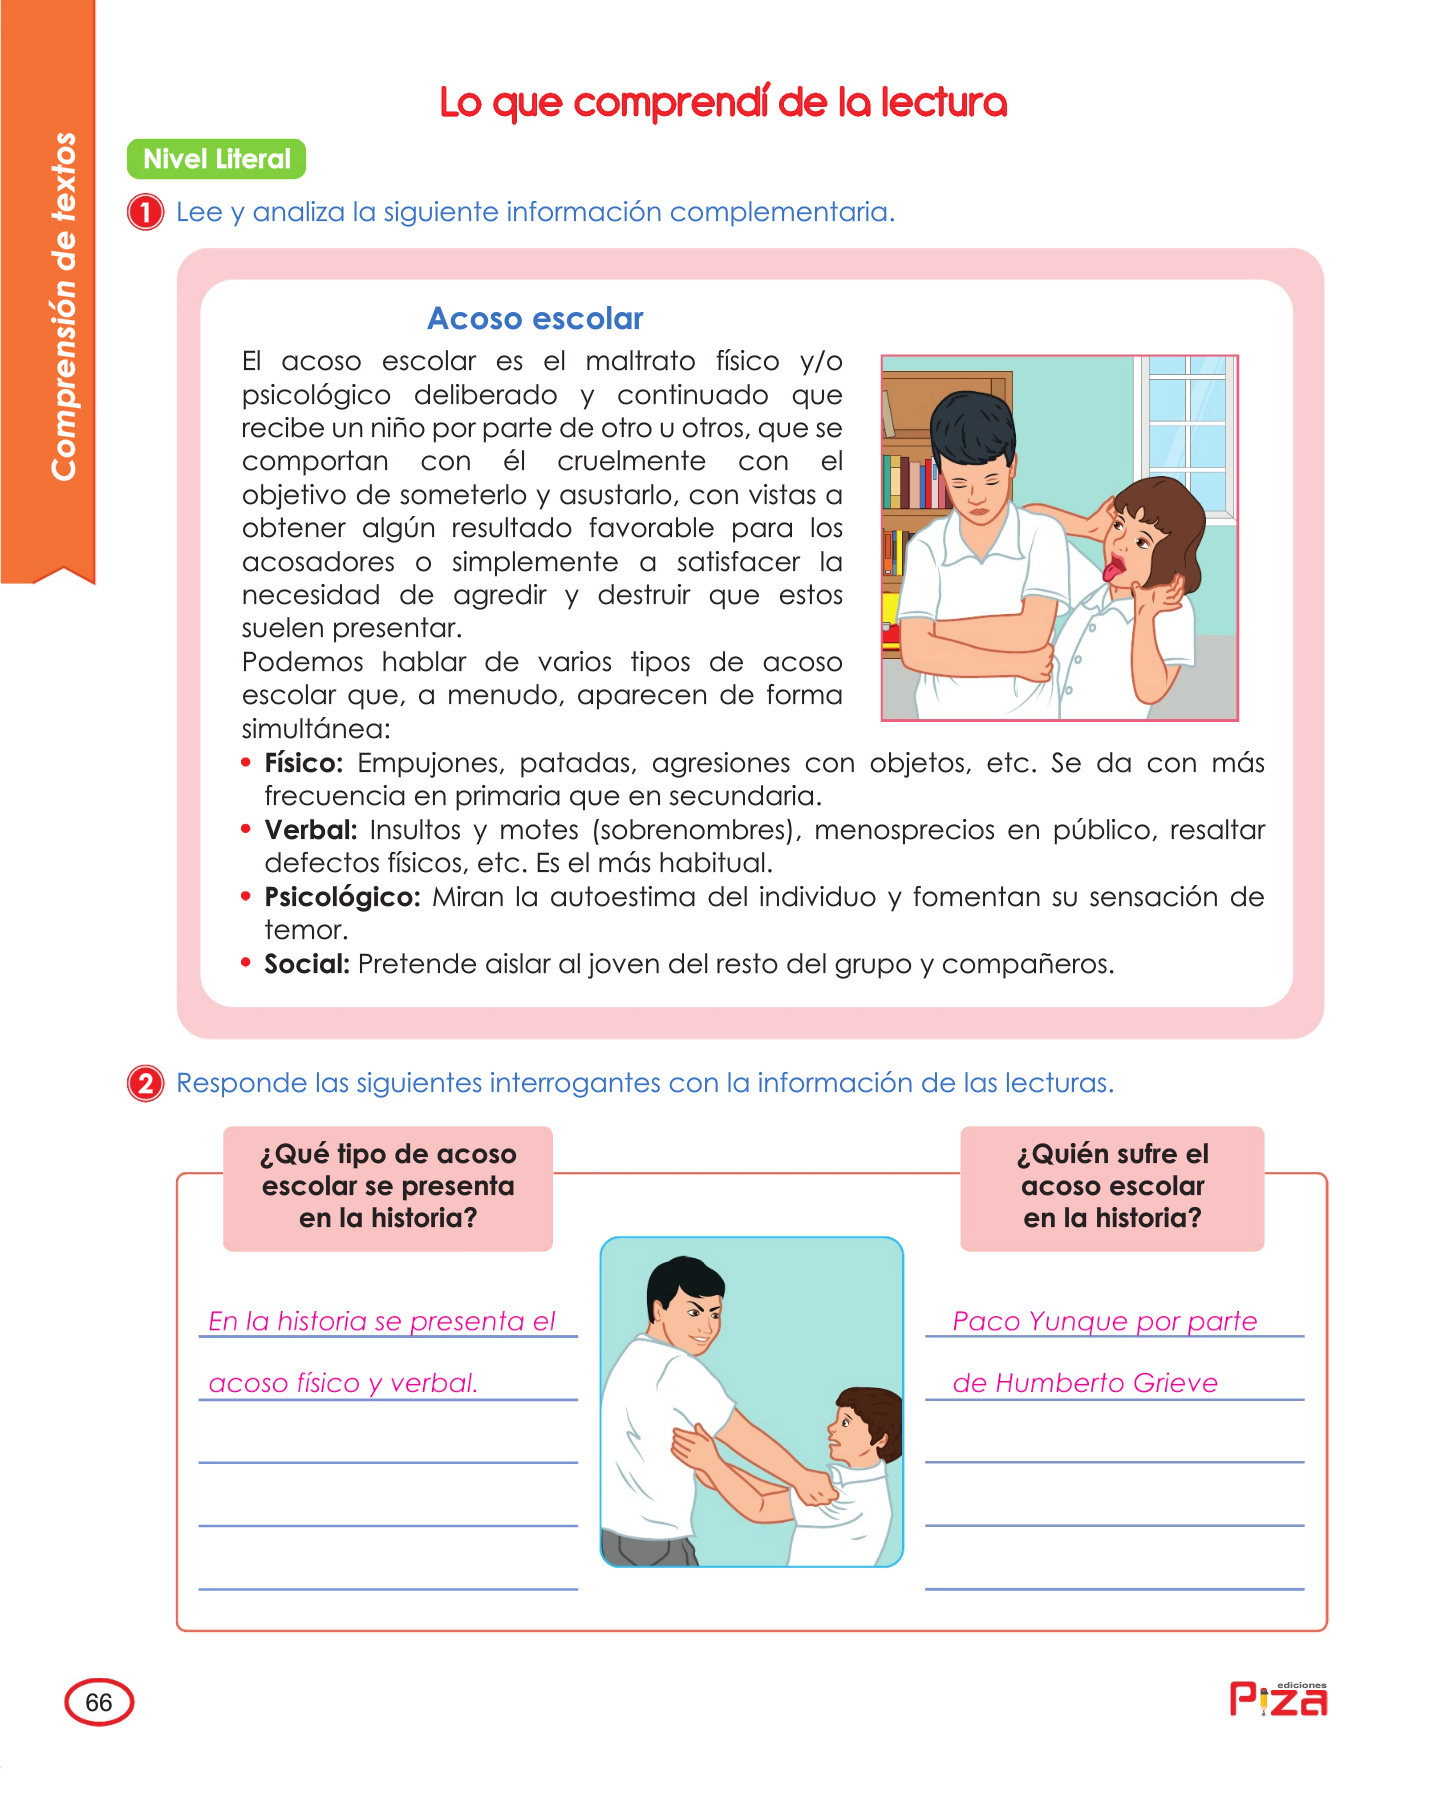 Comprensión de textos
Lo que comprendí de la lectura
Nivel Literal
1 Lee y analiza la siguiente información complementaria.
Acoso escolar
El acoso escolar es el maltrato físico y/o
psicológico deliberado y continuado que
recibe un niño por parte de otro u otros, que se
comportan con él cruelmente con el
objetivo de someterlo y asustarlo, con vistas a
obtener algún resultado favorable para los
acosadores o simplemente a satisfacer la
necesidad de agredir y destruir que estos
suelen presentar.
Podemos hablar de varios tipos de acoso
escolar que, a menudo, aparecen de forma
simultánea:
• Físico: Empujones, patadas, agresiones con objetos, etc. Se da con más
frecuencia en primaria que en secundaria.
• Verbal: Insultos y motes (sobrenombres), menosprecios en público, resaltar
defectos físicos, etc. Es el más habitual.
• Psicológico: Miran la autoestima del individuo y fomentan su sensación de
temor.
• Social: Pretende aislar al joven del resto del grupo y compañeros.
2 Responde las siguientes interrogantes con la información de las lecturas.
¿Qué tipo de acoso
escolar se presenta
en la historia?
En la historia se presenta el
acoso físico y verbal.
¿Quién sufre el
acoso escolar
en la historia?
Paco Yunque por parte
de Humberto Grieve
66
ediciones
Piza